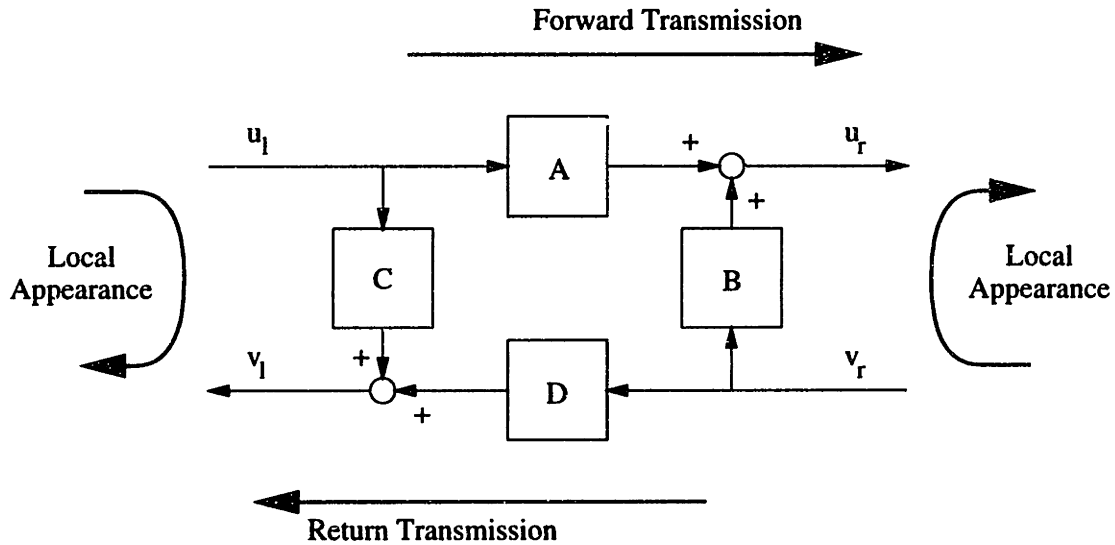 Forward Transmission
u_l
A
+
u_r
+
Local
Appearance
C
B
Local
Appearance
+
v_l
D
v_r
+
Return Transmission